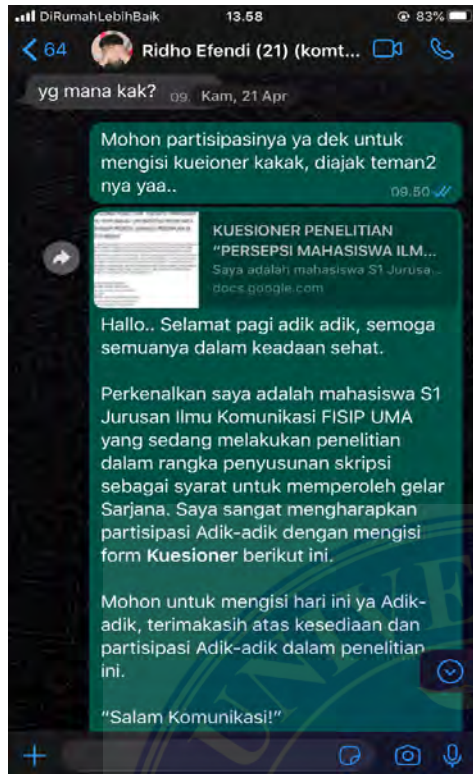 DiRumahLebihBaik 13.58 83%
64 Ridho Efendi (21) (komt...
yg mana kak? 09. Kam, 21 Apr
Mohon partisipasinya ya dek untuk
mengisi kueioner kakak, diajak teman2
nya yaa..
09.50
KUESIONER PENELITIAN
"PERSEPSI MAHASISWA ILM...
Saya adalah mahasiswa S1 Jurusa...
docs.google.com
Hallo.. Selamat pagi adik adik, semoga
semuanya dalam keadaan sehat.
Perkenalkan saya adalah mahasiswa S1
Jurusan Ilmu Komunikasi FISIP UMA
yang sedang melakukan penelitian
dalam rangka penyusunan skripsi
sebagai syarat untuk memperoleh gelar
Sarjana. Saya sangat mengharapkan
partisipasi Adik-adik dengan mengisi
form Kuesioner berikut ini.
Mohon untuk mengisi hari ini ya Adik-
adik, terimakasih atas kesediaan dan
partisipasi Adik-adik dalam penelitian
ini.
"Salam Komunikasi!"
UNIVE